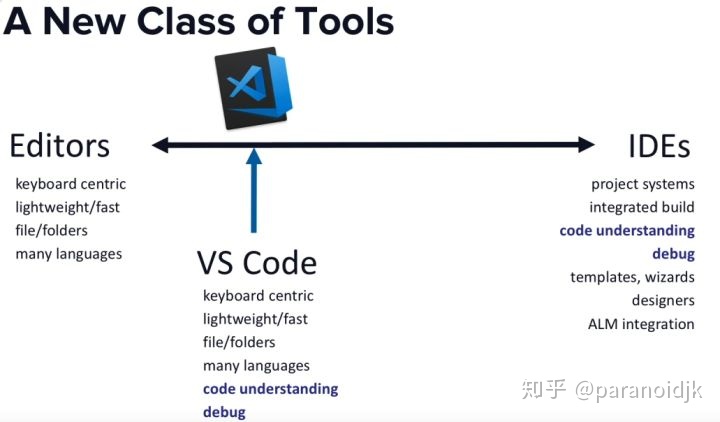 A New Class of Tools
Editors
keyboard centric
lightweight/fast
file/folders
many languages
VS Code
keyboard centric
lightweight/fast
file/folders
many languages
code understanding
debug
IDEs
project systems
integrated build
code understanding
debug
templates, wizards
designers
ALM integration
知乎 @paranoidjk